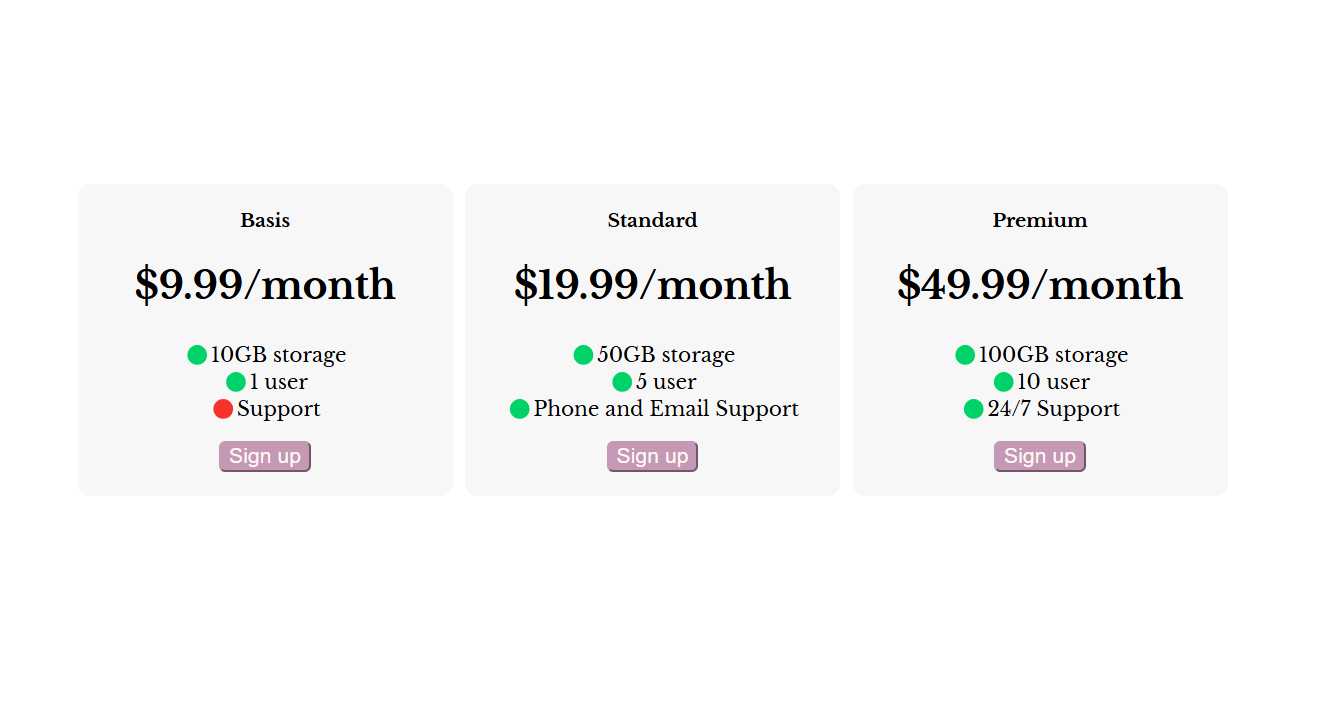 Basis
$9.99/month
10GB storage
1 user
Support
Sign up
Standard
$19.99/month
50GB storage
5 user
Phone and Email Support
Sign up
Premium
$49.99/month
100GB storage
10 user
24/7 Support
Sign up